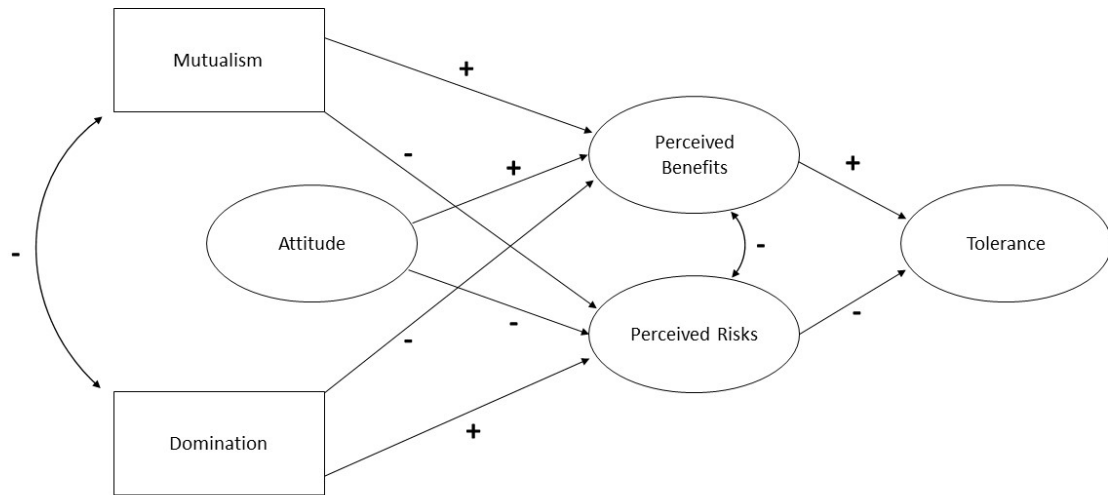 Mutualism
+
-
Perceived
Benefits
+
+
Attitude
-
-
Tolerance
-
-
Perceived Risks
-
Domination
+